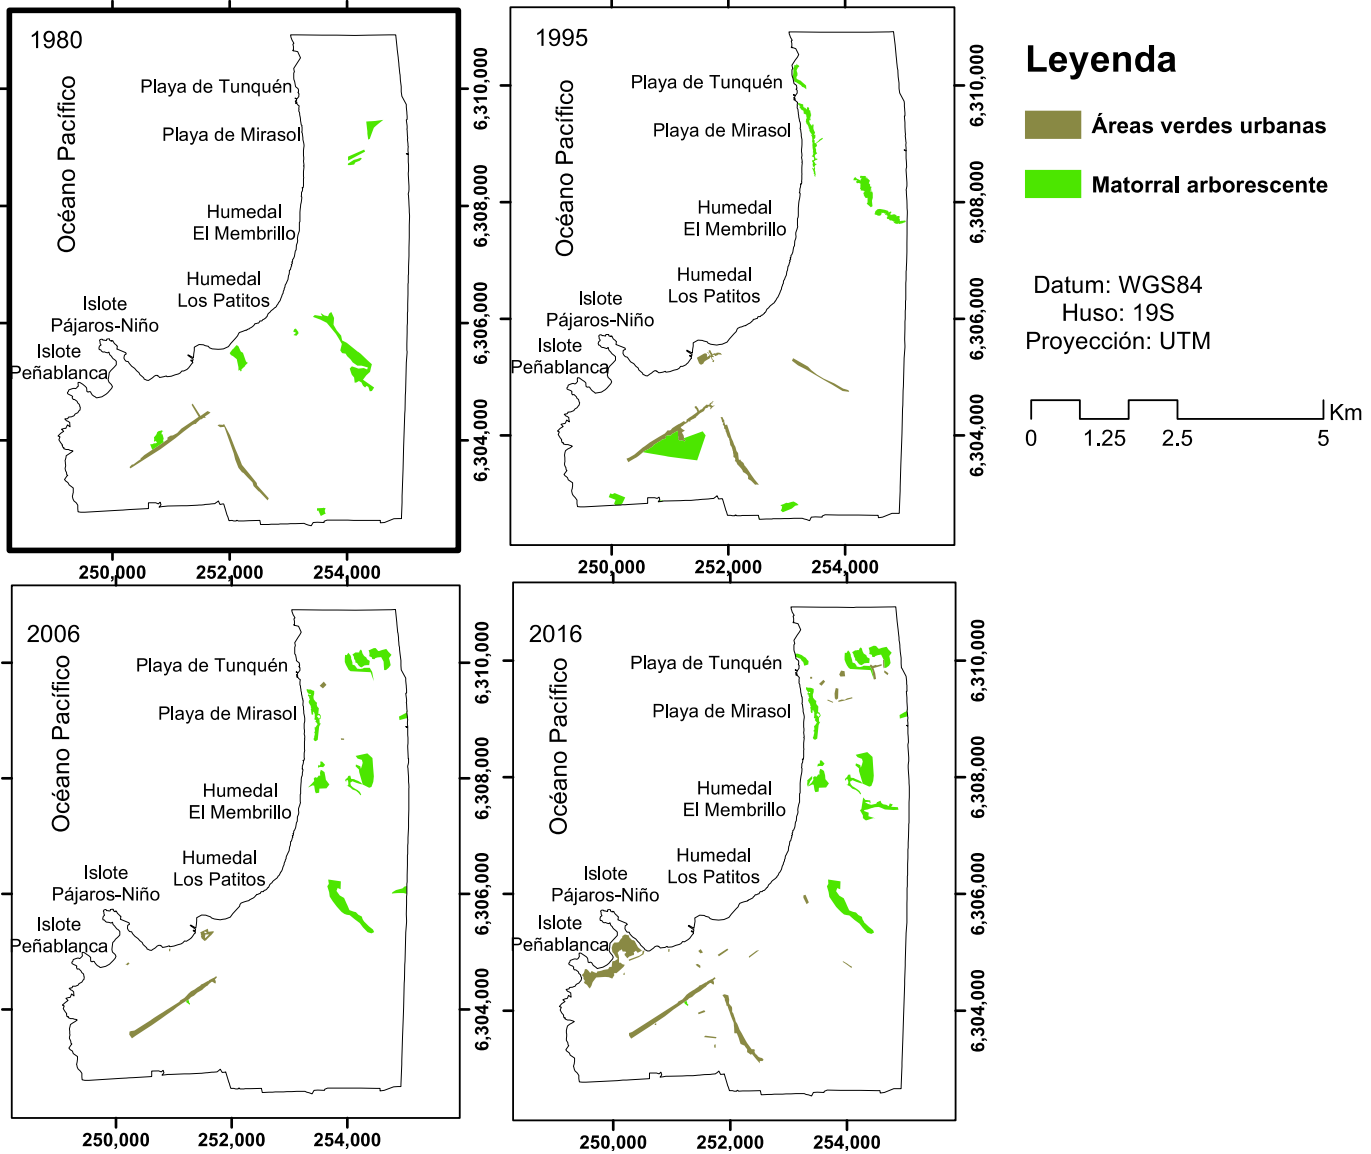 1980
Océano Pacífico
Playa de Tunquén
Playa de Mirasol
Humedal
El Membrillo
Humedal
Los Patitos
Islote
Pájaros-Niño
Islote
Peñablanca
6,310,000
6,308,000
6,306,000
6,304,000
250,000
252,000
254,000
1995
Océano Pacífico
Playa de Tunquén
Playa de Mirasol
Humedal
El Membrillo
Humedal
Los Patitos
Islote
Pájaros-Niño
Islote
Peñablanca
6,310,000
6,308,000
6,306,000
6,304,000
250,000
252,000
254,000
Leyenda
Áreas verdes urbanas
Matorral arborescente
Datum: WGS84
Huso: 19S
Proyección: UTM
Km
0 1.25 2.5 5
2006
Océano Pacífico
Playa de Tunquén
Playa de Mirasol
Humedal
El Membrillo
Humedal
Los Patitos
Islote
Pájaros-Niño
Islote
Peñablanca
6,310,000
6,308,000
6,306,000
6,304,000
250,000
252,000
254,000
2016
Océano Pacífico
Playa de Tunquén
Playa de Mirasol
Humedal
El Membrillo
Humedal
Los Patitos
Islote
Pájaros-Niño
Islote
Peñablanca
6,310,000
6,308,000
6,306,000
6,304,000
250,000
252,000
254,000